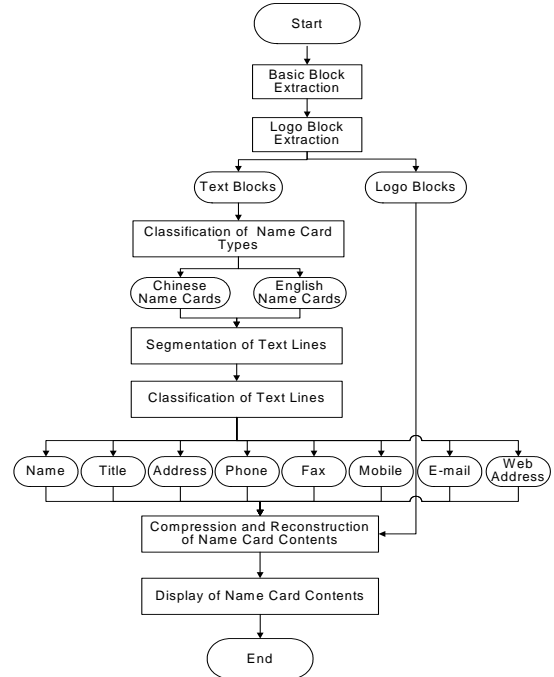 Start
Basic Block
Extraction
Logo Block
Extraction
Text Blocks
Logo Blocks
Classification of Name Card
Types
Chinese
Name Cards
English
Name Cards
Segmentation of Text Lines
Classification of Text Lines
Name
Title
Address
Phone
Fax
Mobile
E-mail
Web
Address
Compression and Reconstruction
of Name Card Contents
Display of Name Card Contents
End